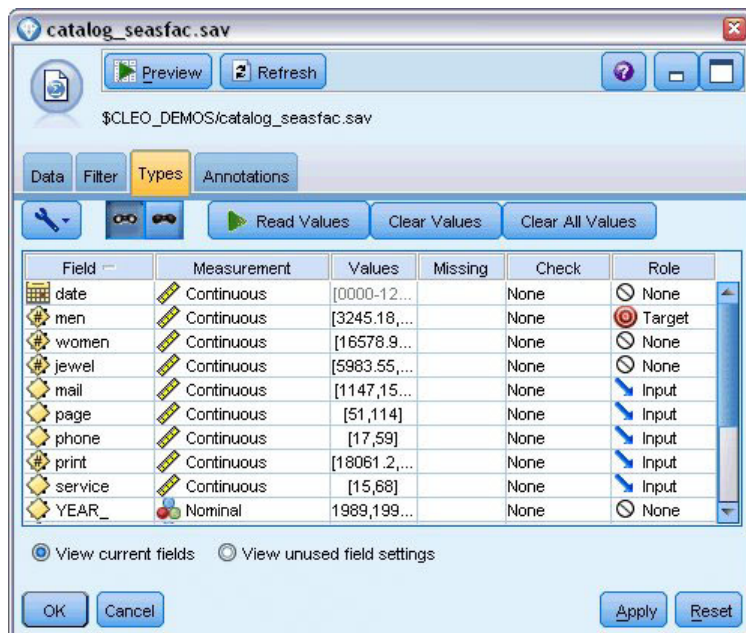 catalog_seasfac.sav
Preview Refresh
$CLEO_DEMOS/catalog_seasfac.sav
Data Filter Types Annotations
Read Values Clear Values Clear All Values
Field Measurement Values Missing Check Role
date Continuous [0000-12... None None
men Continuous [3245.18,... None Target
women Continuous [16578.9... None None
jewel Continuous [5983.55,... None None
mail Continuous [1147,15... None Input
page Continuous [51,114] None Input
phone Continuous [17,59] None Input
print Continuous [18061.2,... None Input
service Continuous [15,68] None Input
YEAR_ Nominal 1989,199... None None
View current fields View unused field settings
OK Cancel Apply Reset